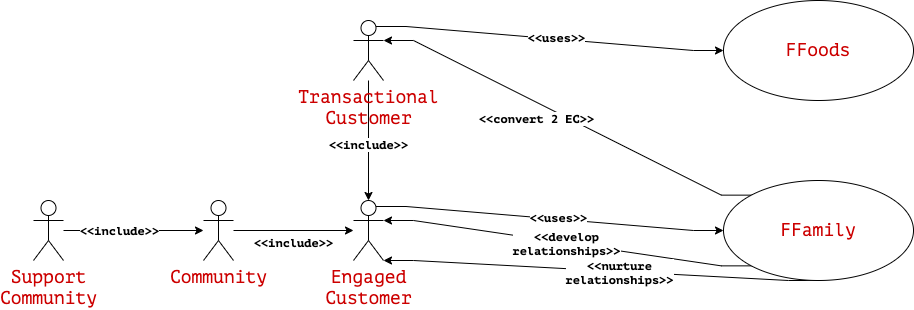 <<uses>>
FFoods
Transactional
Customer
<<convert 2 EC>>
<<include>>
<<uses>>
FFamily
<<include>>
<<include>>
<<develop
relationships>>
<<nurture
relationships>>
Support
Community
Community
Engaged
Customer